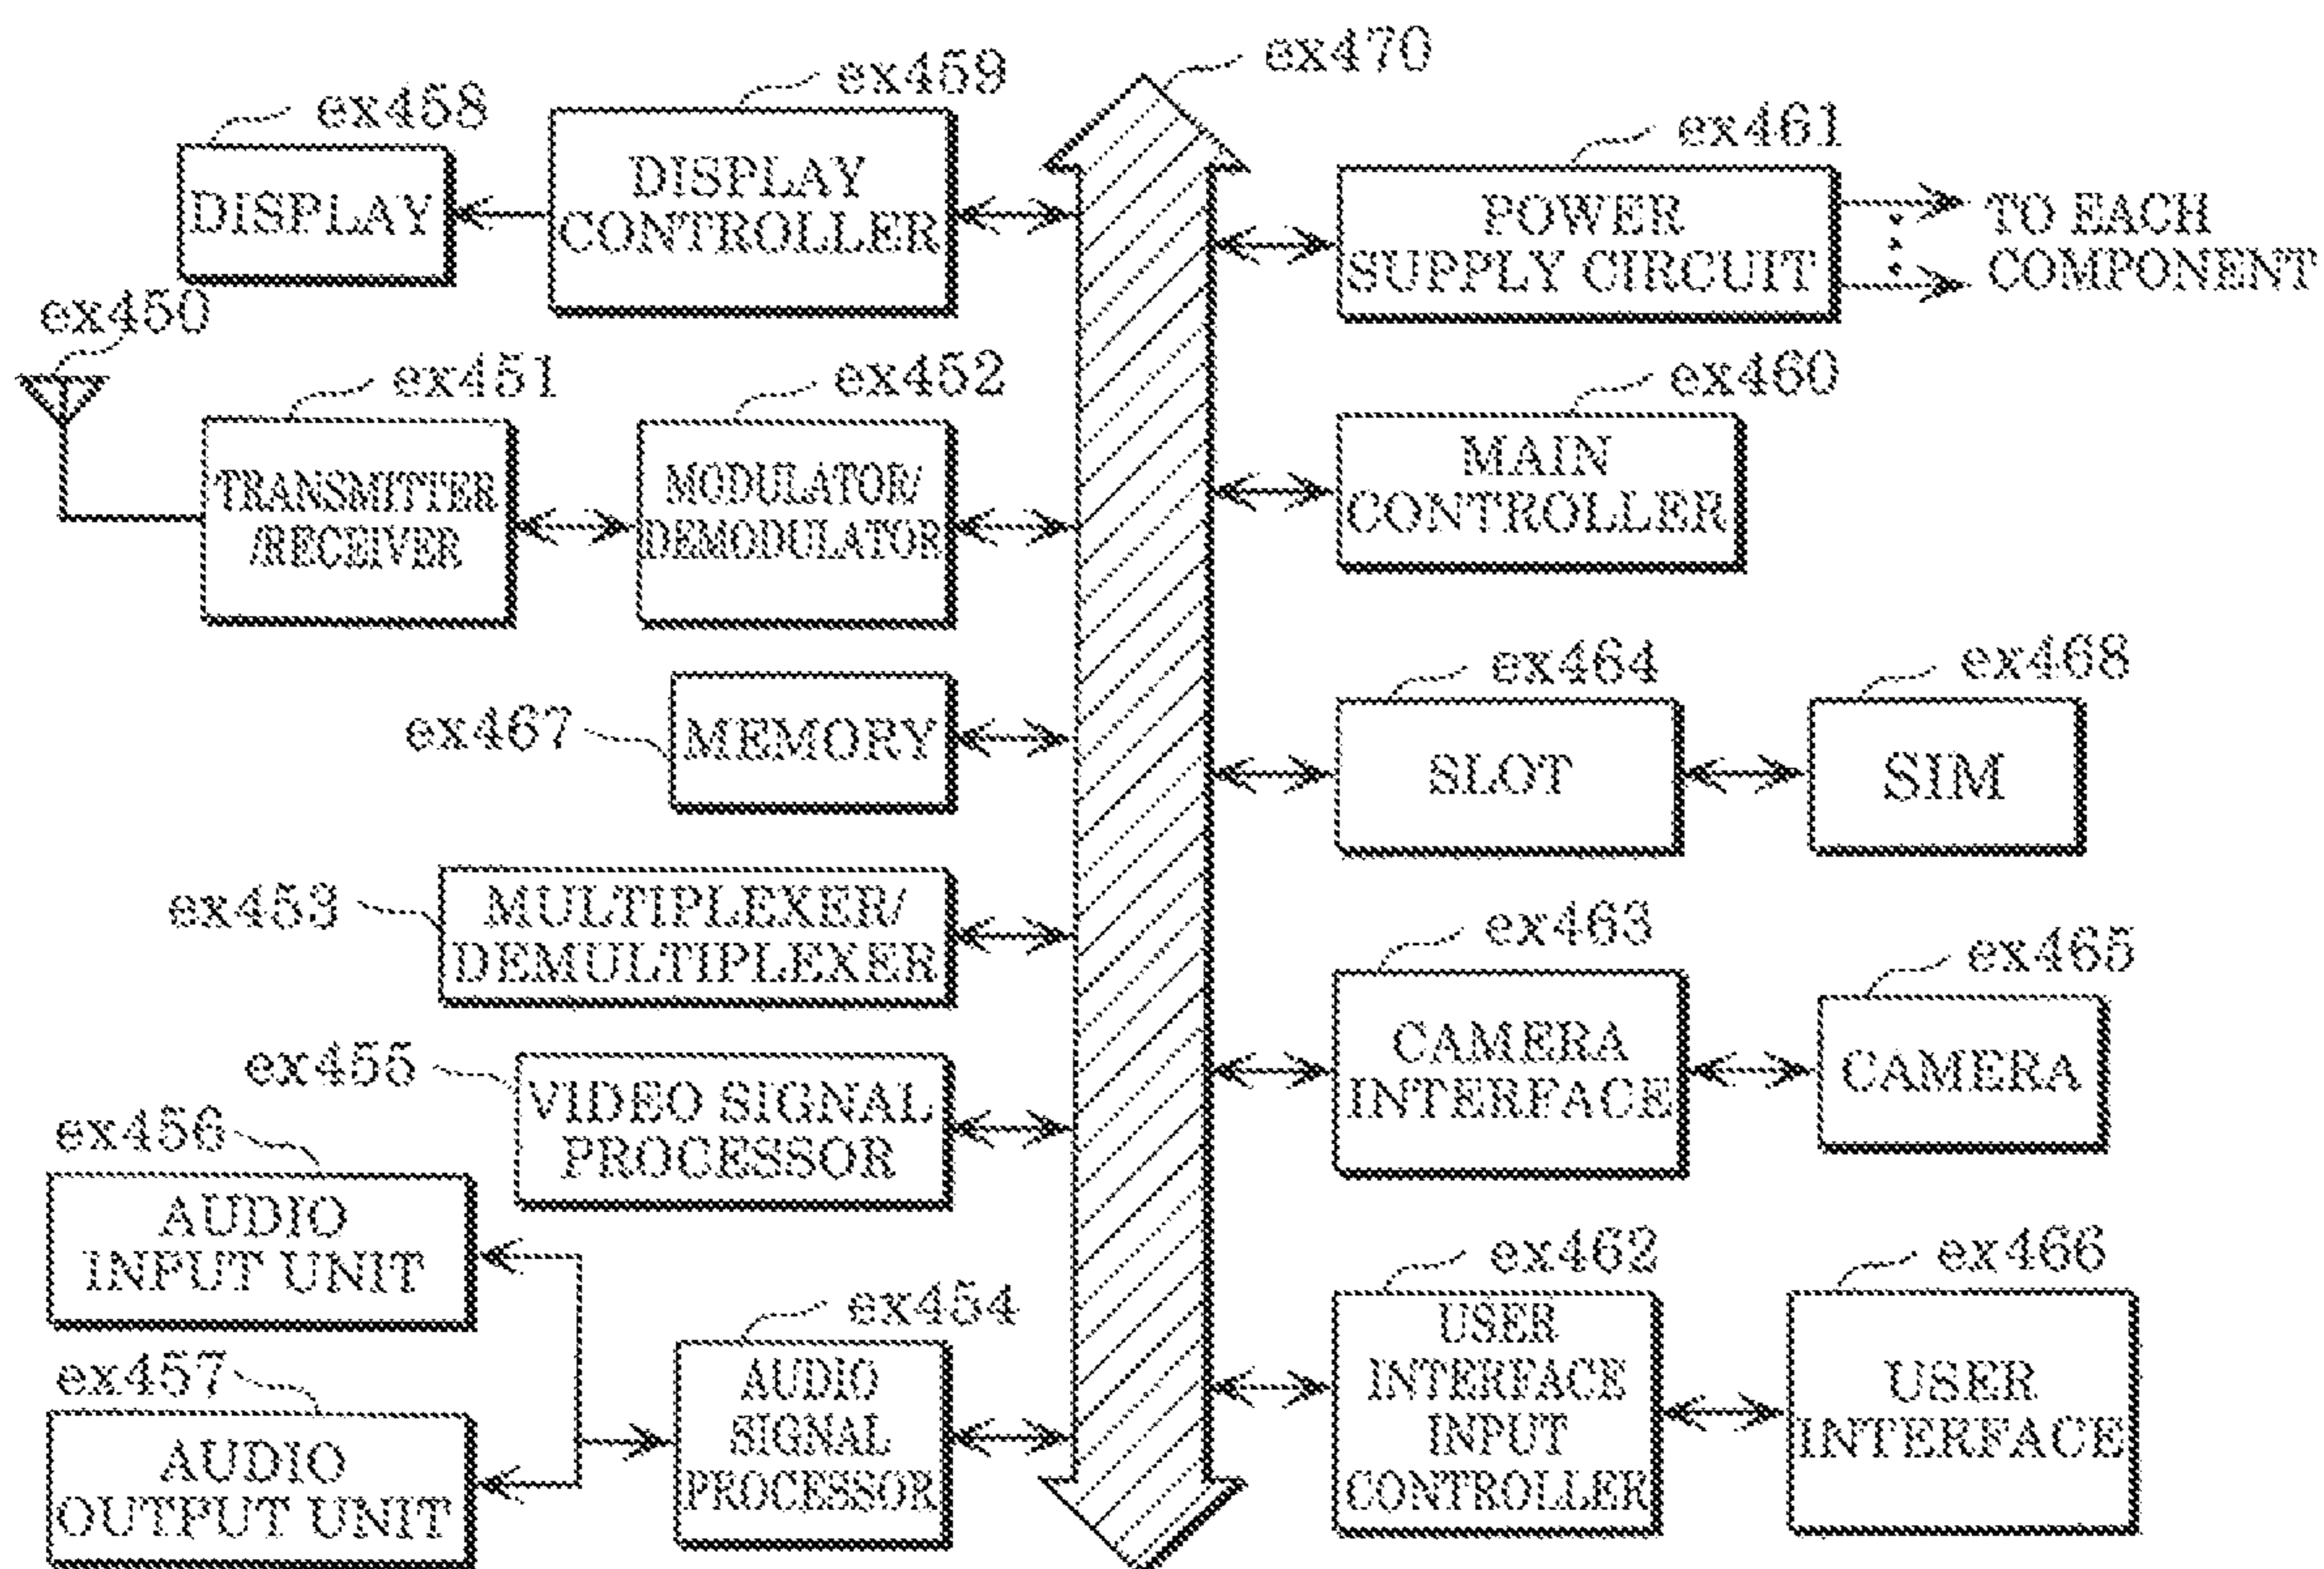 ex470
ex459
ex458
DISPLAY
DISPLAY
CONTROLLER
ex461
POWER
SUPPLY CIRCUIT
TO EACH
COMPONENT
ex450
ex451
ex452
TRANSMITTER
/RECEIVER
MODULATOR/
DEMODULATOR
ex460
MAIN
CONTROLLER
ex467
MEMORY
ex464
SLOT
ex468
SIM
ex453
MULTIPLEXER/
DEMULTIPLEXER
ex463
CAMERA
INTERFACE
ex465
CAMERA
ex455
VIDEO SIGNAL
PROCESSOR
ex456
AUDIO
INPUT UNIT
ex457
AUDIO
OUTPUT UNIT
ex454
AUDIO
SIGNAL
PROCESSOR
ex462
USER
INTERFACE
INPUT
CONTROLLER
ex466
USER
INTERFACE